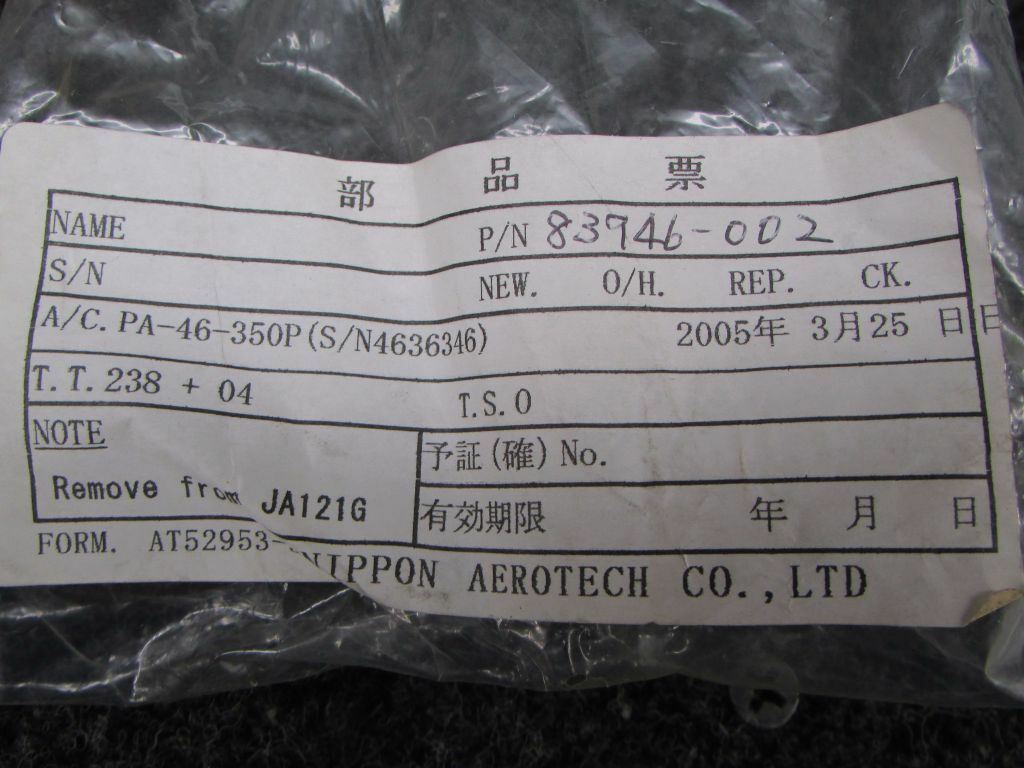 部 品 票
NAME P/N 83946-002
S/N NEW. O/H. REP. CK.
A/C. PA-46-350P(S/N4636346) 2005年 3月25 日日
T.T.238 + 04 T.S.O
NOTE 予証(確)No.
Remove from JA121G
有効期限 年 月 日
FORM. AT52953-
NIPPON AEROTECH CO.,LTD